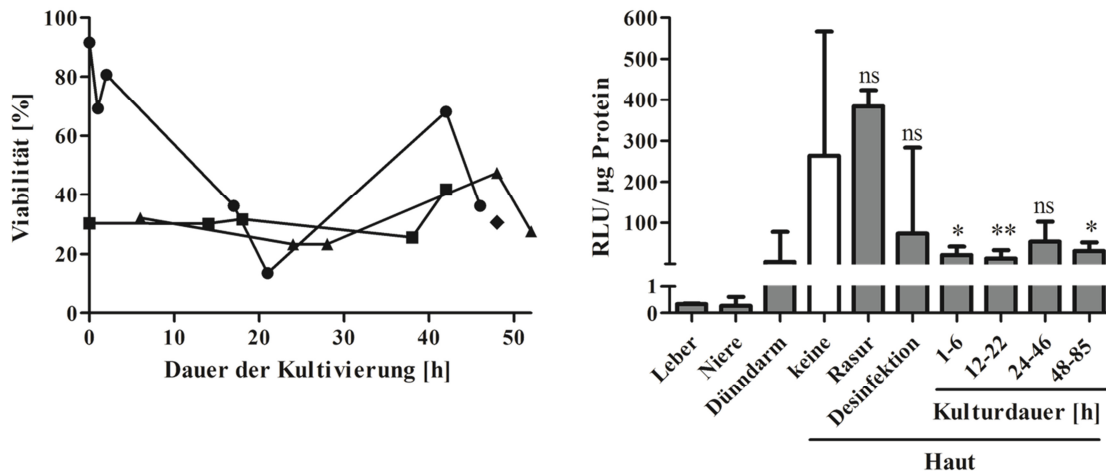 100
80
60
40
20
0
Viabilität [%]
0 10 20 30 40 50
Dauer der Kultivierung [h]
600
500
400
300
200
100
1
0
RLU/ µg Protein
ns
ns
*
**
ns
*
Leber
Niere
Dünndarm
keine
Rasur
Desinfektion
1-6
12-22
24-46
48-85
Kulturdauer [h]
Haut